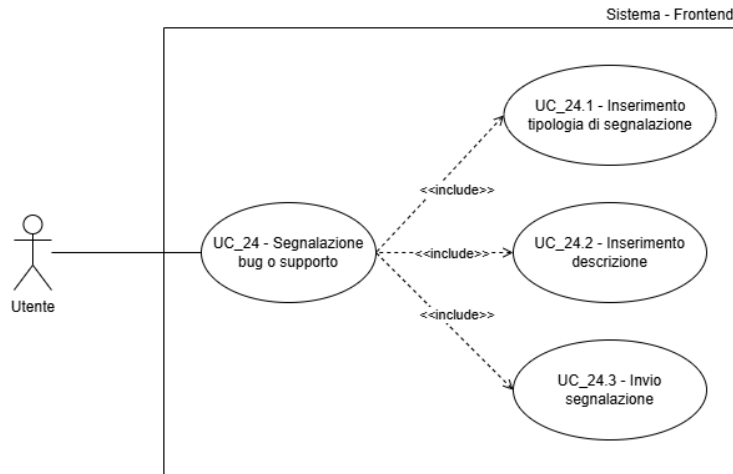 Sistema - Frontend
UC_24.1 - Inserimento
tipologia di segnalazione
<<include>>
UC_24 - Segnalazione
bug o supporto
<<include>>
UC_24.2 - Inserimento
descrizione
Utente
<<include>>
UC_24.3 - Invio
segnalazione